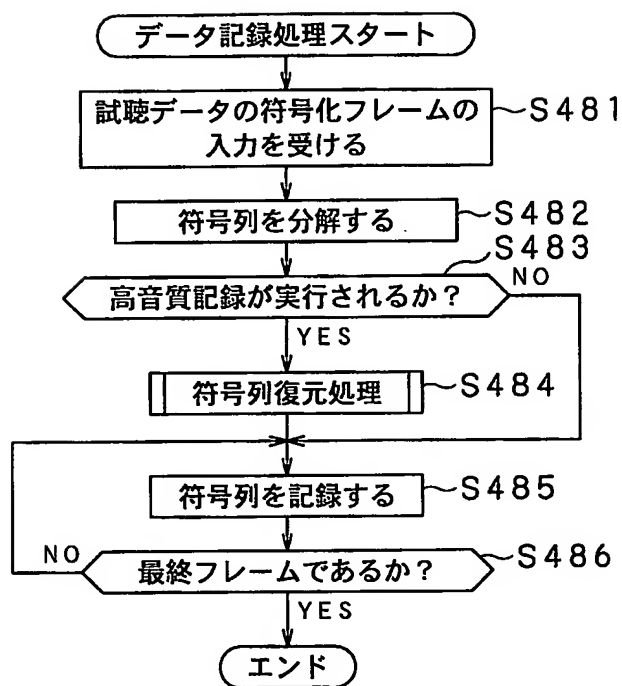 データ記録処理スタート
試聴データの符号化フレームの
入力を受ける
S481
符号列を分解する
S482
S483
高音質記録が実行されるか？
NO
YES
符号列復元処理
S484
符号列を記録する
S485
NO
最終フレームであるか？
S486
YES
エンド